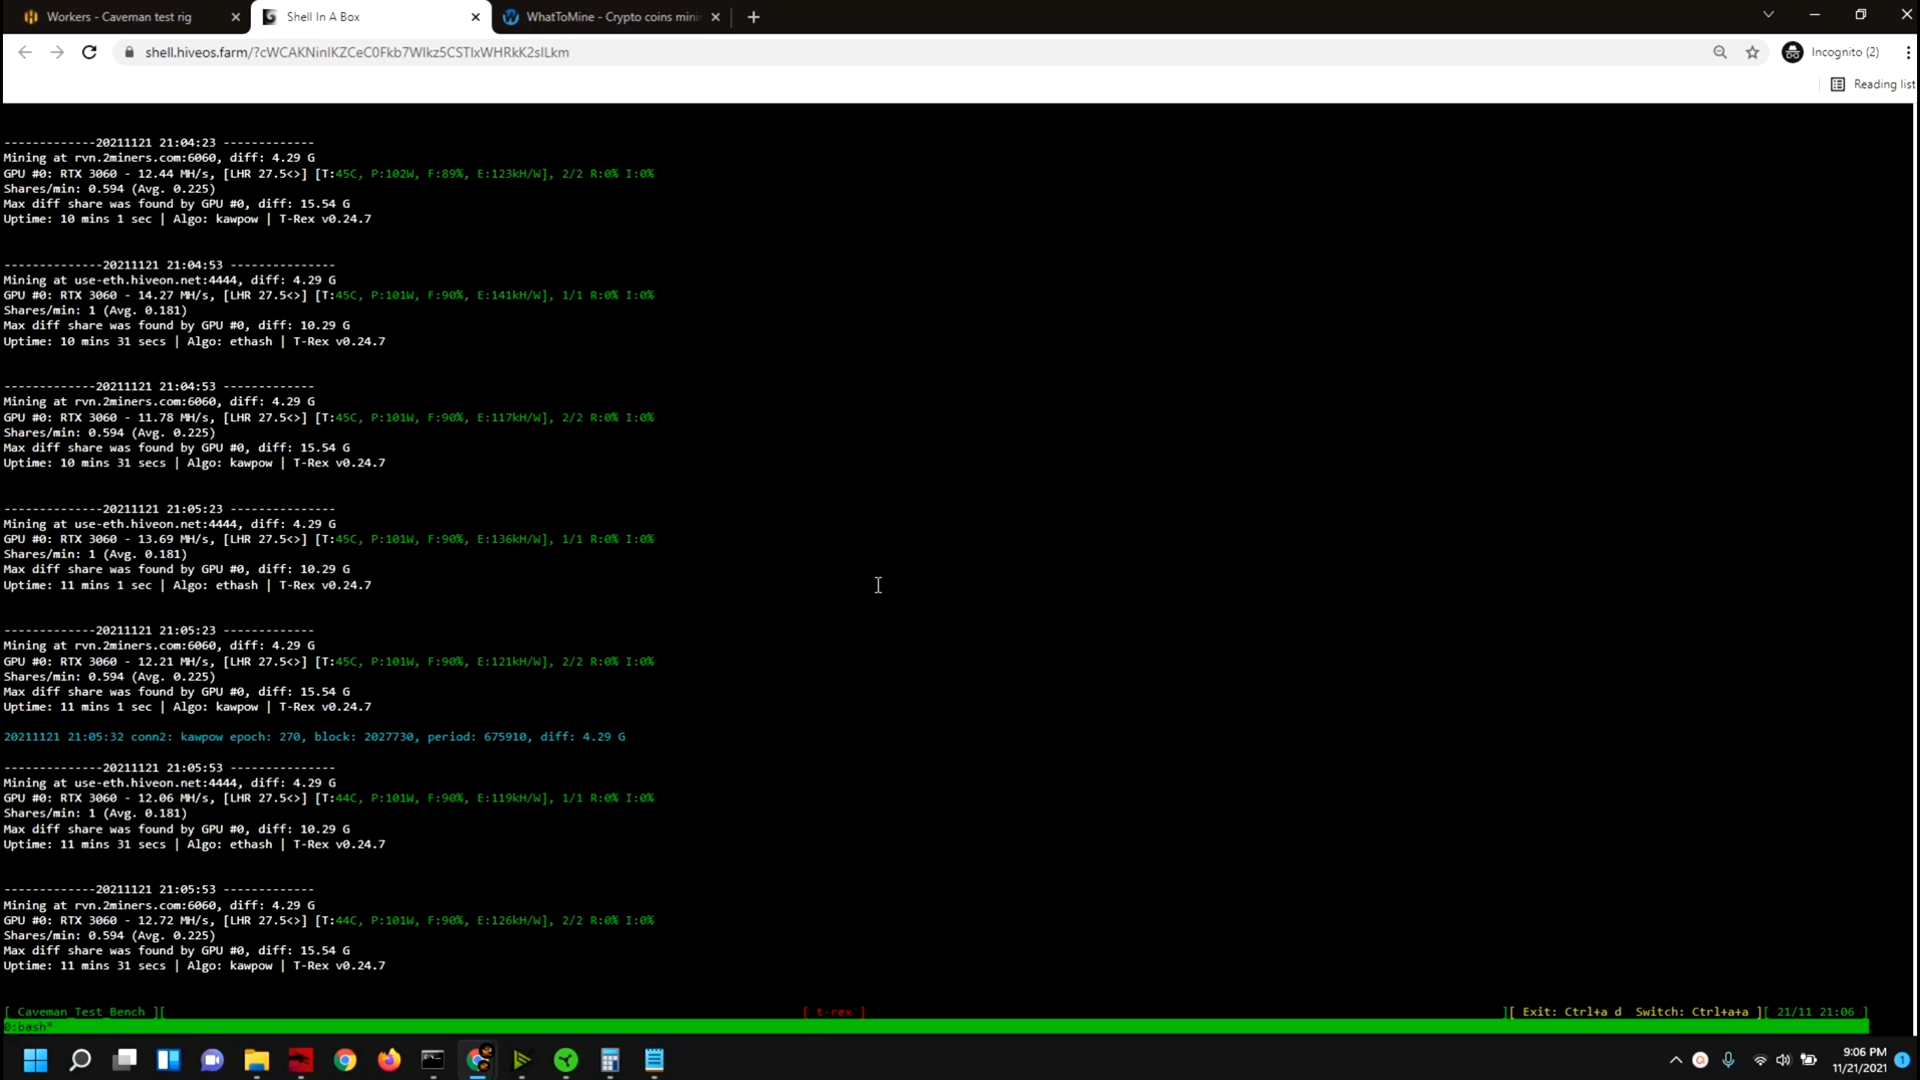 Workers - Caveman test rig
Shell In A Box
WhatToMine - Crypto coins mini
Incognito (2)
Reading list
-------------20211121 21:04:23 -------------
Mining at rvn.2miners.com:6060, diff: 4.29 G
GPU #0: RTX 3060 - 12.44 MH/s, [LHR 27.5<>] [T:45C, P:102W, F:89%, E:123kH/W], 2/2 R:0% I:0%
Shares/min: 0.594 (Avg. 0.225)
Max diff share was found by GPU #0, diff: 15.54 G
Uptime: 10 mins 1 sec | Algo: kawpow | T-Rex v0.24.7
--------------20211121 21:04:53 ---------------
Mining at use-eth.hiveon.net:4444, diff: 4.29 G
GPU #0: RTX 3060 - 14.27 MH/s, [LHR 27.5<>] [T:45C, P:101W, F:90%, E:141kH/W], 1/1 R:0% I:0%
Shares/min: 1 (Avg. 0.181)
Max diff share was found by GPU #0, diff: 10.29 G
Uptime: 10 mins 31 secs | Algo: ethash | T-Rex v0.24.7
-------------20211121 21:04:53 -------------
Mining at rvn.2miners.com:6060, diff: 4.29 G
GPU #0: RTX 3060 - 11.78 MH/s, [LHR 27.5<>] [T:45C, P:101W, F:90%, E:117kH/W], 2/2 R:0% I:0%
Shares/min: 0.594 (Avg. 0.225)
Max diff share was found by GPU #0, diff: 15.54 G
Uptime: 10 mins 31 secs | Algo: kawpow | T-Rex v0.24.7
--------------20211121 21:05:23 ---------------
Mining at use-eth.hiveon.net:4444, diff: 4.29 G
GPU #0: RTX 3060 - 13.69 MH/s, [LHR 27.5<>] [T:45C, P:101W, F:90%, E:136kH/W], 1/1 R:0% I:0%
Shares/min: 1 (Avg. 0.181)
Max diff share was found by GPU #0, diff: 10.29 G
Uptime: 11 mins 1 sec | Algo: ethash | T-Rex v0.24.7
-------------20211121 21:05:23 -------------
Mining at rvn.2miners.com:6060, diff: 4.29 G
GPU #0: RTX 3060 - 12.21 MH/s, [LHR 27.5<>] [T:45C, P:101W, F:90%, E:121kH/W], 2/2 R:0% I:0%
Shares/min: 0.594 (Avg. 0.225)
Max diff share was found by GPU #0, diff: 15.54 G
Uptime: 11 mins 1 sec | Algo: kawpow | T-Rex v0.24.7
20211121 21:05:32 conn2: kawpow epoch: 270, block: 2027730, period: 675910, diff: 4.29 G
--------------20211121 21:05:53 ---------------
Mining at use-eth.hiveon.net:4444, diff: 4.29 G
GPU #0: RTX 3060 - 12.06 MH/s, [LHR 27.5<>] [T:44C, P:101W, F:90%, E:119kH/W], 1/1 R:0% I:0%
Shares/min: 1 (Avg. 0.181)
Max diff share was found by GPU #0, diff: 10.29 G
Uptime: 11 mins 31 secs | Algo: ethash | T-Rex v0.24.7
-------------20211121 21:05:53 -------------
Mining at rvn.2miners.com:6060, diff: 4.29 G
GPU #0: RTX 3060 - 12.72 MH/s, [LHR 27.5<>] [T:44C, P:101W, F:90%, E:126kH/W], 2/2 R:0% I:0%
Shares/min: 0.594 (Avg. 0.225)
Max diff share was found by GPU #0, diff: 15.54 G
Uptime: 11 mins 31 secs | Algo: kawpow | T-Rex v0.24.7
[ Caveman_Test_Bench ][ [ t-rex ] ][ Exit: Ctrl+a d Switch: Ctrl+a+a ][ 21/11 21:06 ]
0:bash*
9:06 PM
11/21/2021
1